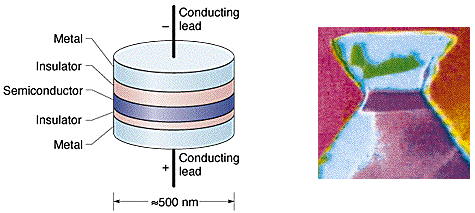 Conducting
lead
−
Metal
Insulator
Semiconductor
Insulator
Metal
+
Conducting
lead
≈500 nm